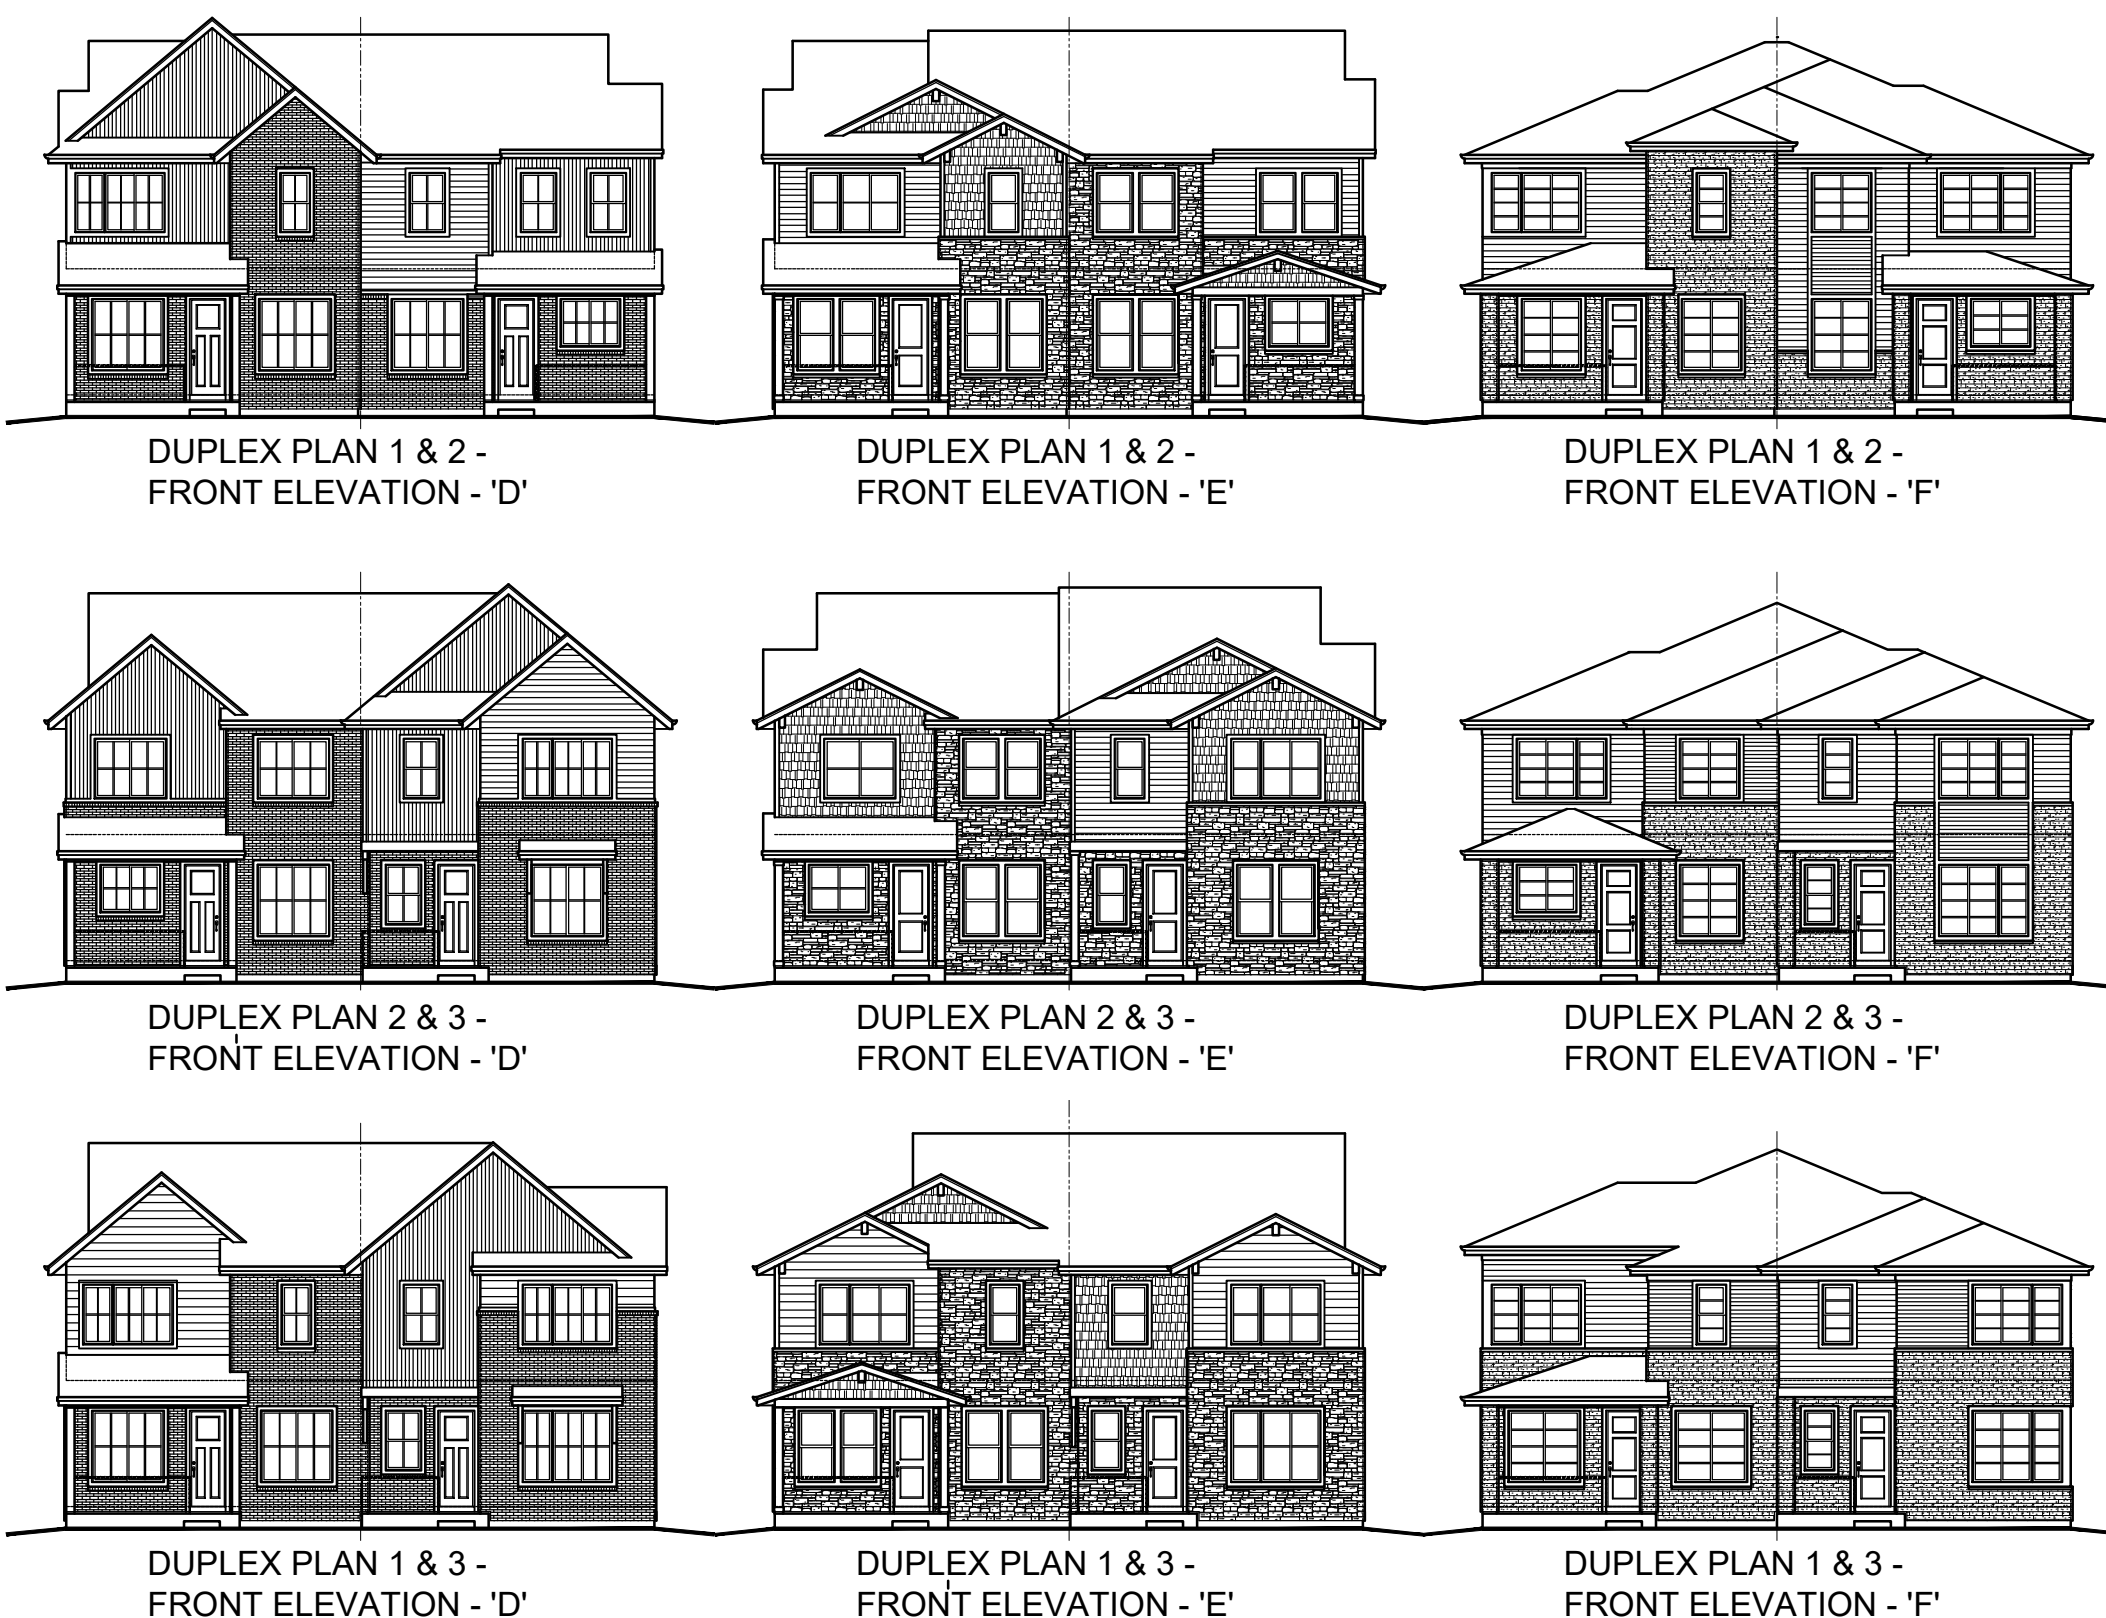 DUPLEX PLAN 1 & 2 -
FRONT ELEVATION - 'D'
DUPLEX PLAN 1 & 2 -
FRONT ELEVATION - 'E'
DUPLEX PLAN 1 & 2 -
FRONT ELEVATION - 'F'
DUPLEX PLAN 2 & 3 -
FRONT ELEVATION - 'D'
DUPLEX PLAN 2 & 3 -
FRONT ELEVATION - 'E'
DUPLEX PLAN 2 & 3 -
FRONT ELEVATION - 'F'
DUPLEX PLAN 1 & 3 -
FRONT ELEVATION - 'D'
DUPLEX PLAN 1 & 3 -
FRONT ELEVATION - 'E'
DUPLEX PLAN 1 & 3 -
FRONT ELEVATION - 'F'